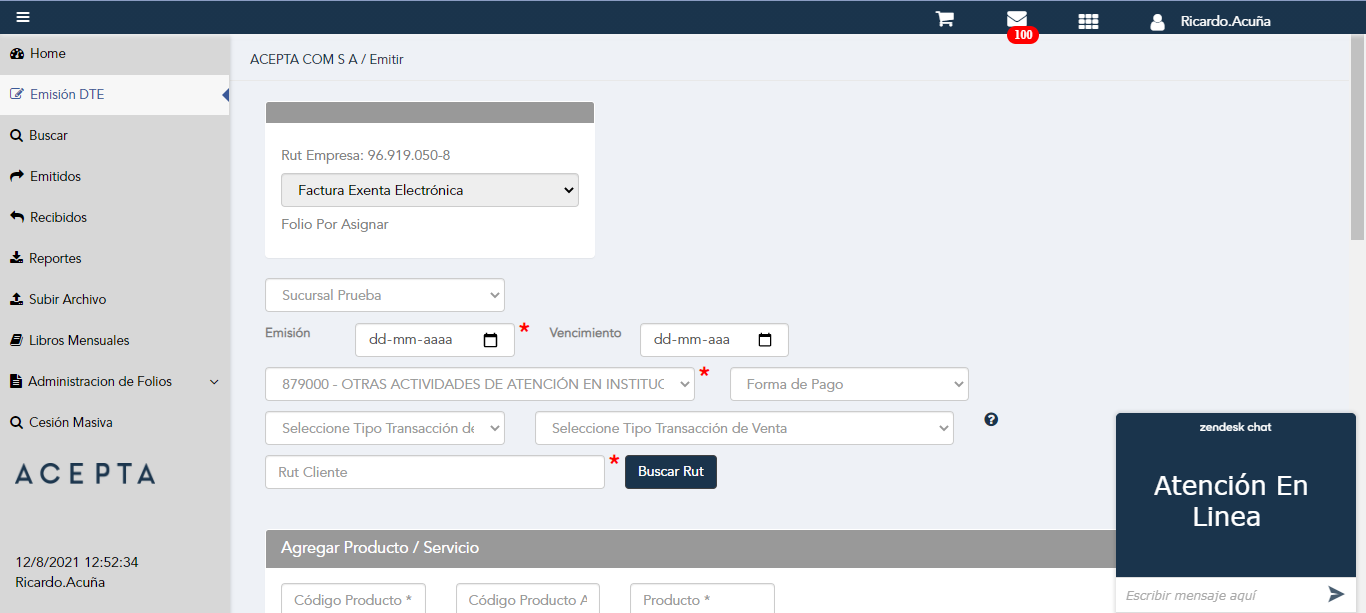 100
Ricardo.Acuña
Home
Emisión DTE
Buscar
Emitidos
Recibidos
Reportes
Subir Archivo
Libros Mensuales
Administracion de Folios
Cesión Masiva
ACEPTA
12/8/2021 12:52:34
Ricardo.Acuña
ACEPTA COM S A / Emitir
Rut Empresa: 96.919.050-8
Factura Exenta Electrónica
Folio Por Asignar
Sucursal Prueba
Emisión dd-mm-aaaa * Vencimiento dd-mm-aaa
879000 - OTRAS ACTIVIDADES DE ATENCIÓN EN INSTITUC * Forma de Pago
Seleccione Tipo Transacción de Seleccione Tipo Transacción de Venta ?
Rut Cliente * Buscar Rut
Agregar Producto / Servicio
Código Producto * Código Producto A Producto *
zendesk chat
Atención En
Linea
Escribir mensaje aquí